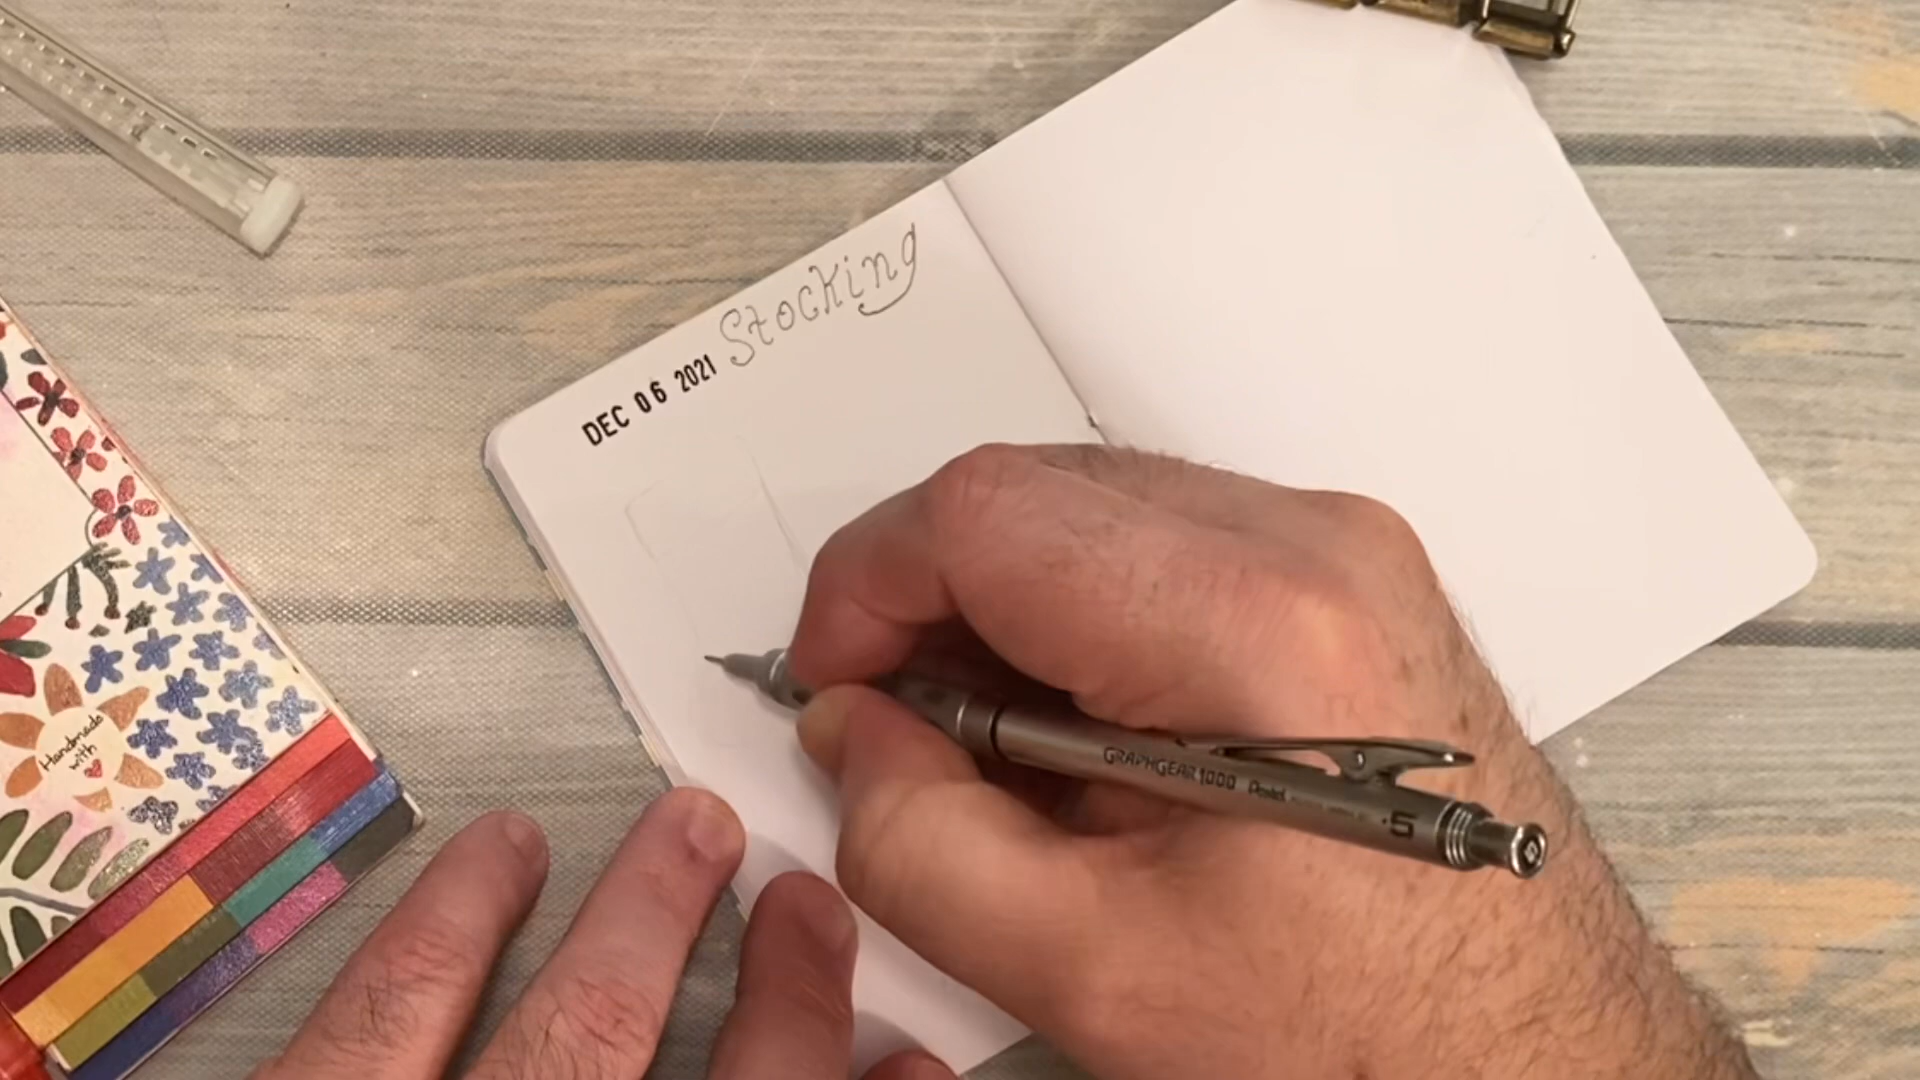 DEC 06 2021 Stocking
Handmade
with
GRAPHGEAR 1000 Pentel
.5